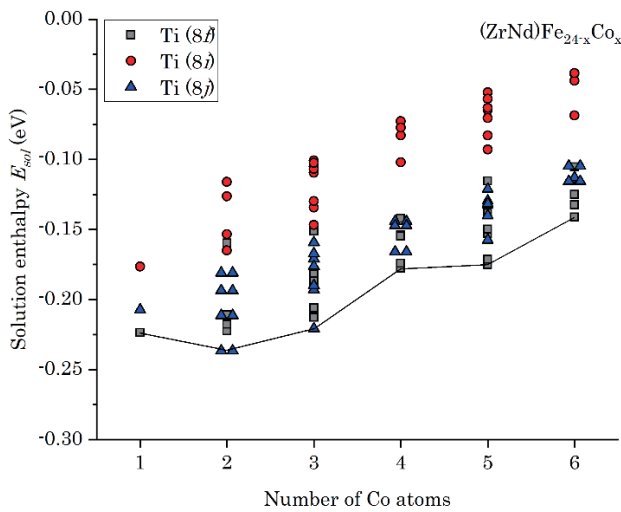 (ZrNd)Fe24-xCox
Ti (8f)
Ti (8i)
Ti (8j)
Solution enthalpy Esol (eV)
0.00
-0.05
-0.10
-0.15
-0.20
-0.25
-0.30
1 2 3 4 5 6
Number of Co atoms